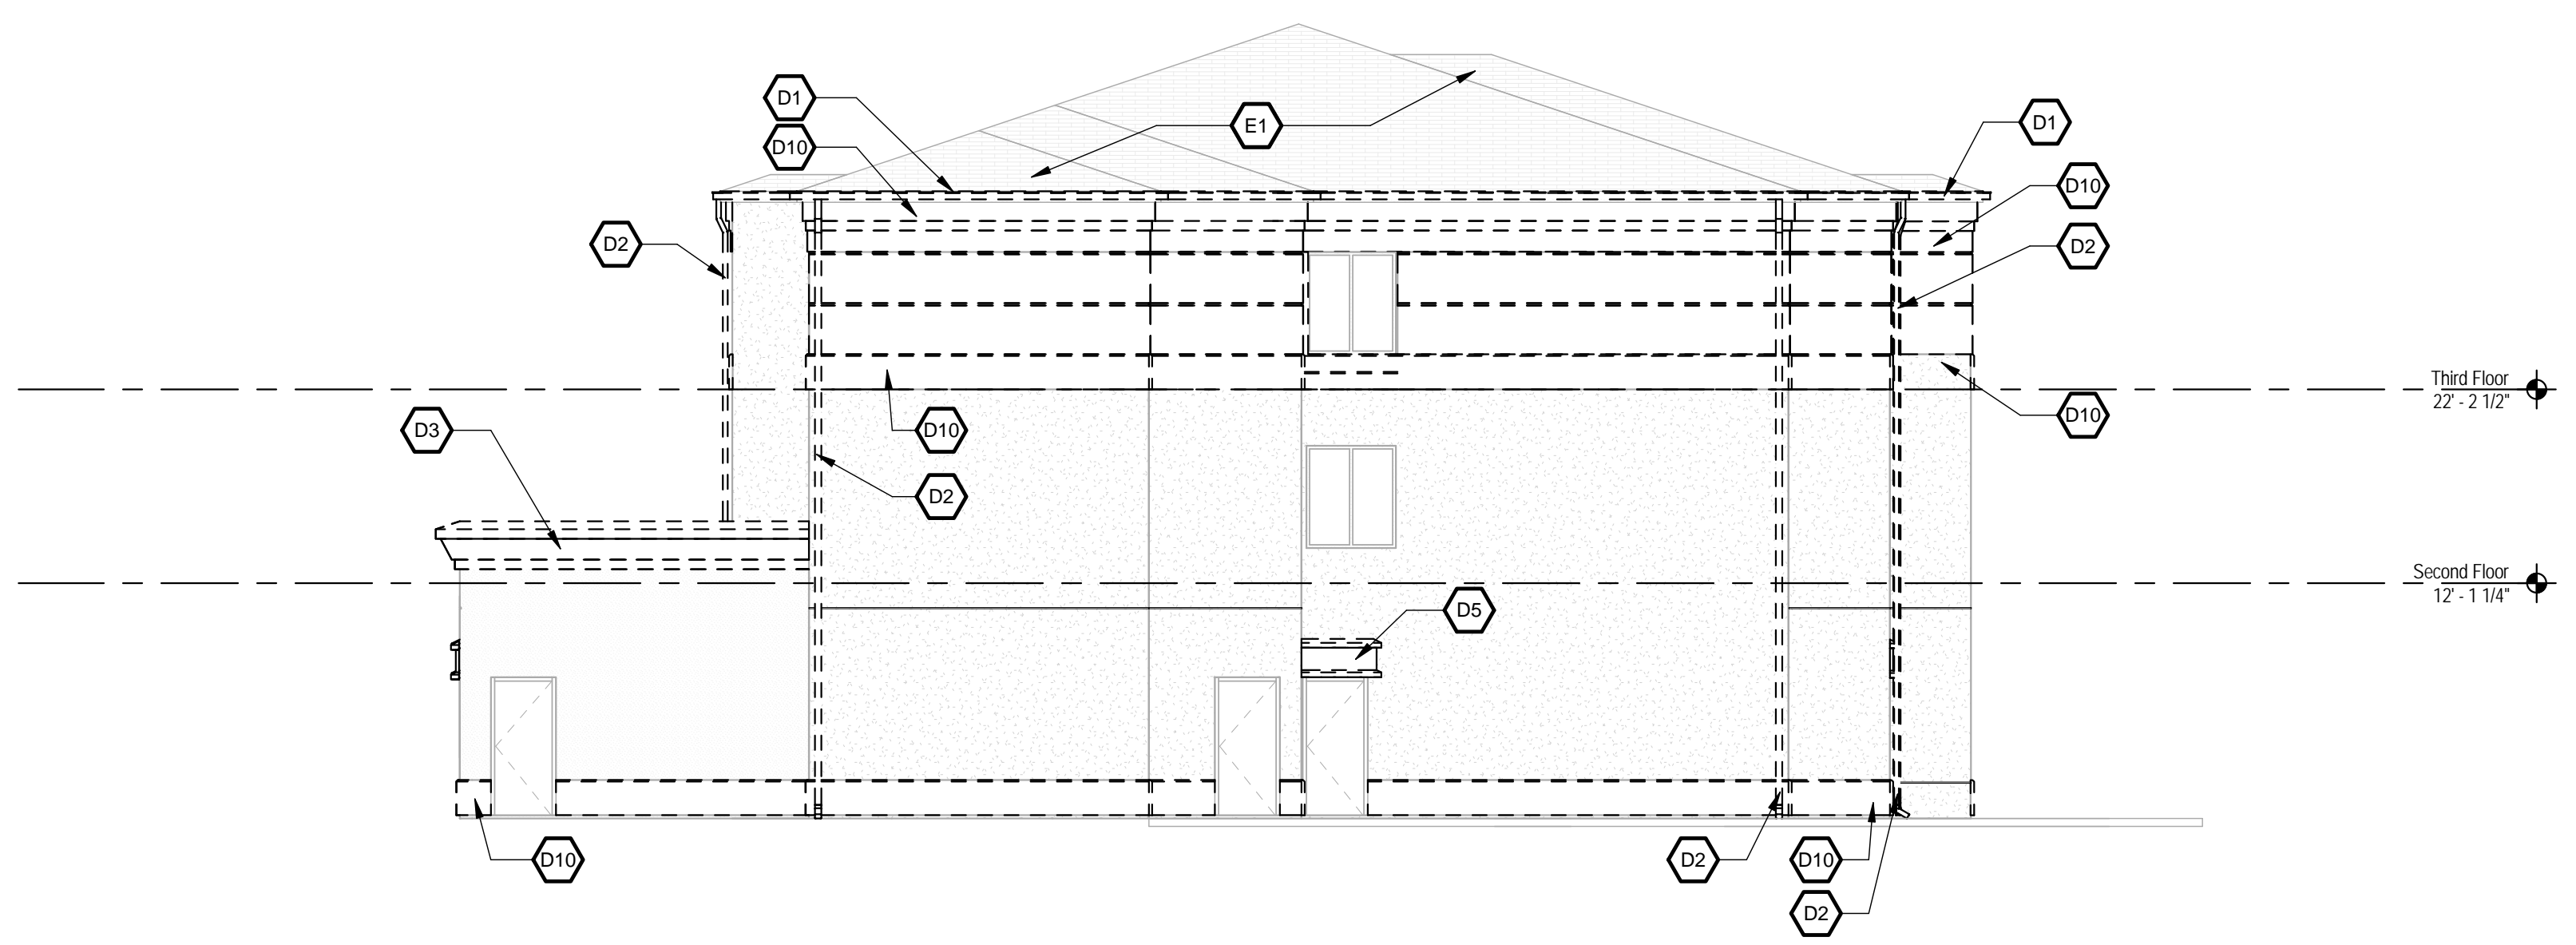 D1
E1
D1
D10
D10
D2
D2
Third Floor
22' - 2 1/2"
D10
D3
D10
D2
Second Floor
12' - 1 1/4"
D5
D10
D2
D10
D2